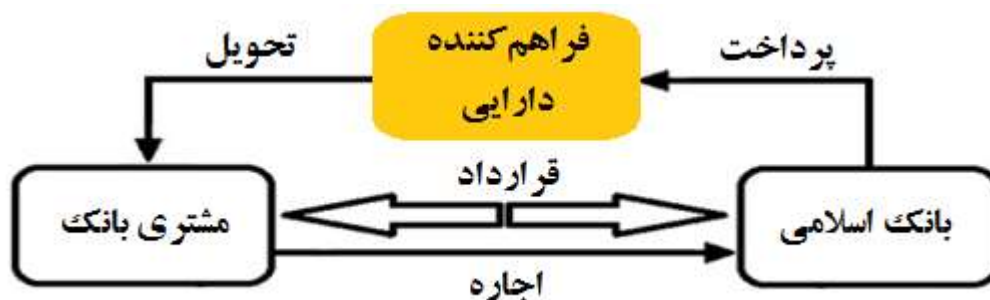 فراهم‌کننده
دارایی
پرداخت
تحویل
قرارداد
بانک اسلامی
مشتری بانک
اجاره